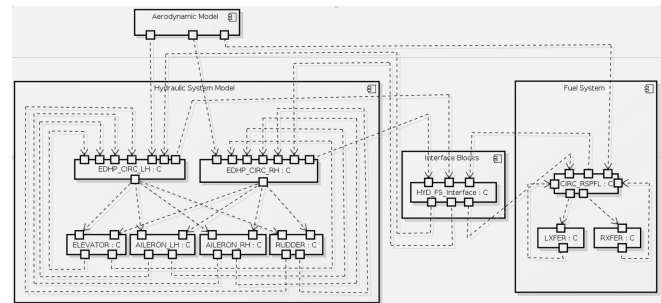 Aerodynamic Model
Hydraulic System Model
Fuel System
EDHP_CIRC_LH : C
EDHP_CIRC_RH : C
Interface Blocks
HYD_FS_Interface : C
CIRC_RSPFL : C
ELEVATOR : C
AILERON_LH : C
AILERON_RH : C
RUDDER : C
LXFER : C
RXFER : C